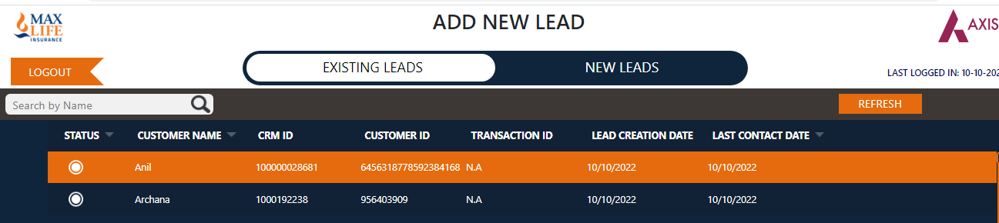 MAX
LIFE
INSURANCE
ADD NEW LEAD
AXIS
LOGOUT
EXISTING LEADS
NEW LEADS
LAST LOGGED IN: 10-10-202
Search by Name
REFRESH
STATUS CUSTOMER NAME CRM ID CUSTOMER ID TRANSACTION ID LEAD CREATION DATE LAST CONTACT DATE
Anil 100000028681 6456318778592384168 N.A 10/10/2022 10/10/2022
Archana 1000192238 956403909 N.A 10/10/2022 10/10/2022